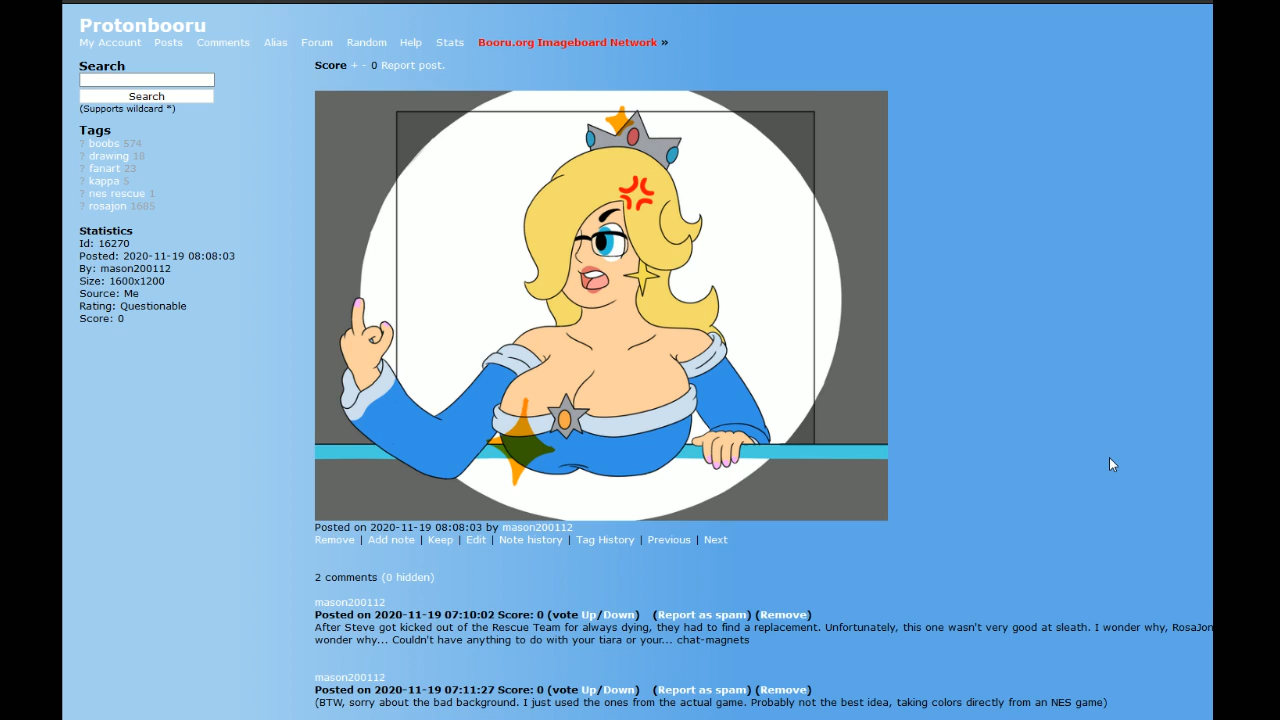 Protonbooru
My Account Posts Comments Alias Forum Random Help Stats Booru.org Imageboard Network »
Search
Search
(Supports wildcard *)
Tags
? boobs 574
? drawing 18
? fanart 23
? kappa 5
? nes rescue 1
? rosajon 1685
Statistics
Id: 16270
Posted: 2020-11-19 08:08:03
By: mason200112
Size: 1600x1200
Source: Me
Rating: Questionable
Score: 0
Score + - 0 Report post.
Posted on 2020-11-19 08:08:03 by mason200112
Remove | Add note | Keep | Edit | Note history | Tag History | Previous | Next
2 comments (0 hidden)
mason200112
Posted on 2020-11-19 07:10:02 Score: 0 (vote Up/Down) (Report as spam) (Remove)
After Steve got kicked out of the Rescue Team for always dying, they had to find a replacement. Unfortunately, this one wasn't very good at sleath. I wonder why, RosaJon
wonder why... Couldn't have anything to do with your tiara or your... chat-magnets
mason200112
Posted on 2020-11-19 07:11:27 Score: 0 (vote Up/Down) (Report as spam) (Remove)
(BTW, sorry about the bad background. I just used the ones from the actual game. Probably not the best idea, taking colors directly from an NES game)